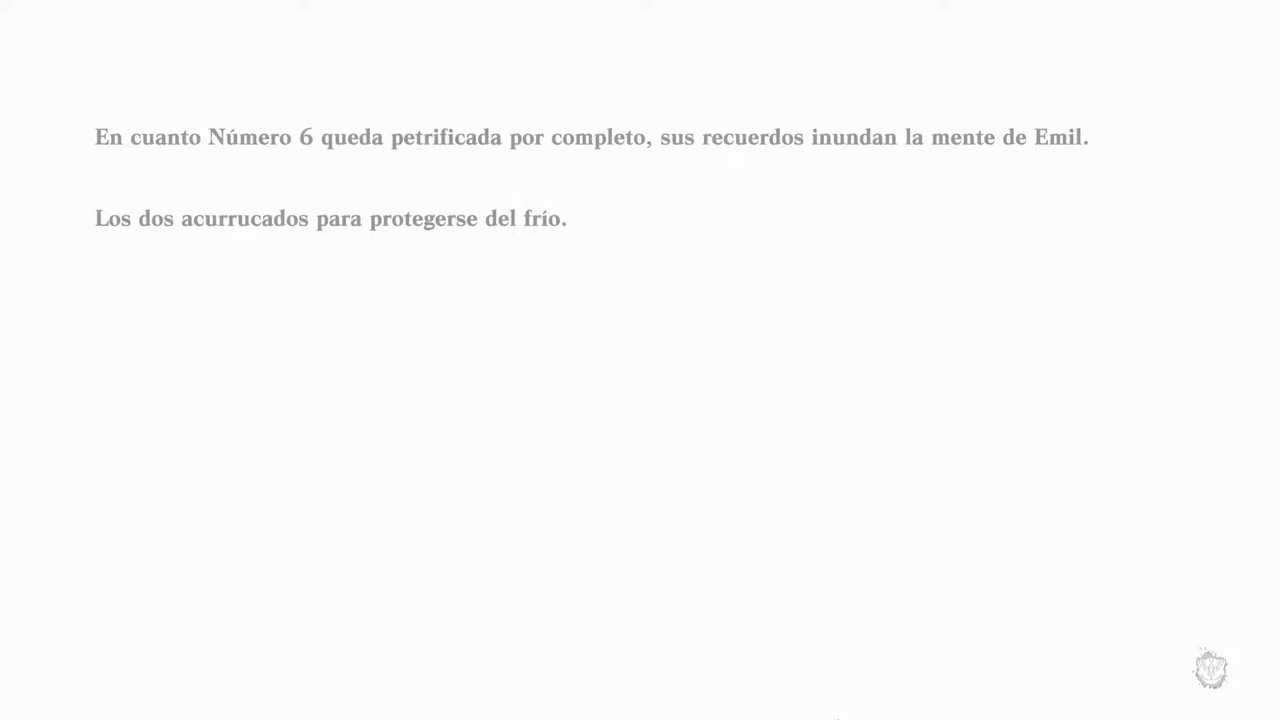 En cuanto Número 6 queda petrificada por completo, sus recuerdos inundan la mente de Emil.
Los dos acurrucados para protegerse del frío.